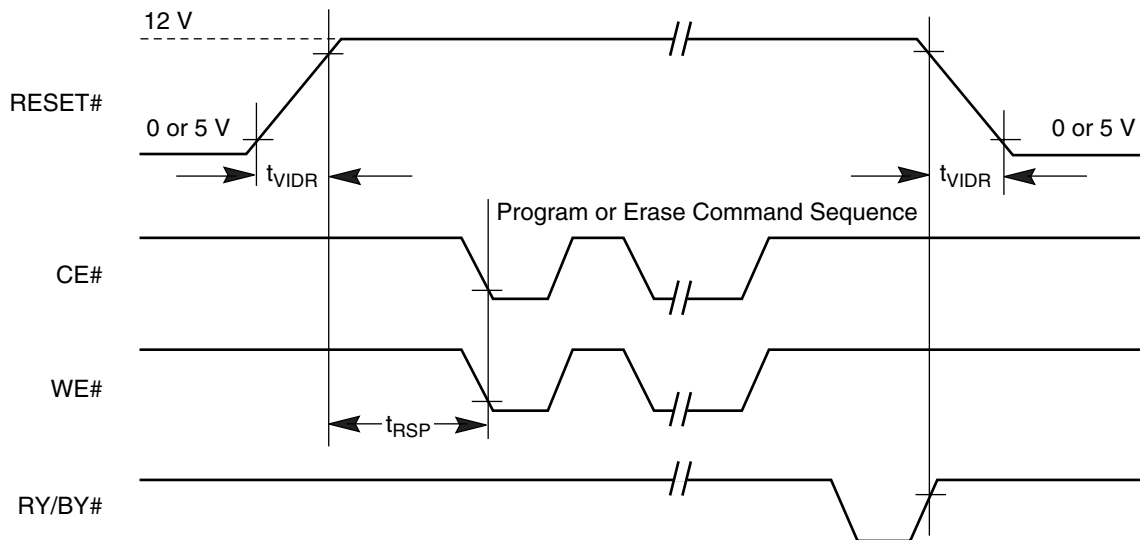 12 V
RESET#
0 or 5 V
0 or 5 V
tVIDR
tVIDR
Program or Erase Command Sequence
CE#
WE#
tRSP
RY/BY#